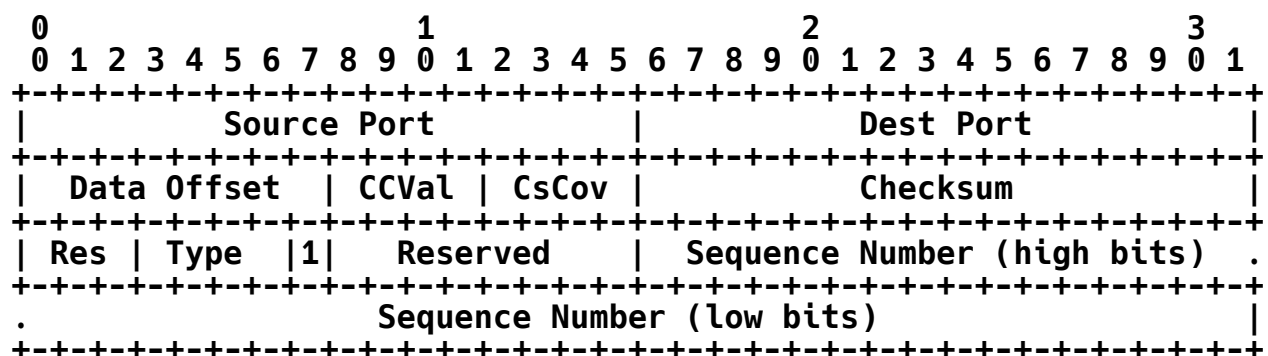 0                   1                   2                   3
 0 1 2 3 4 5 6 7 8 9 0 1 2 3 4 5 6 7 8 9 0 1 2 3 4 5 6 7 8 9 0 1
+-+-+-+-+-+-+-+-+-+-+-+-+-+-+-+-+-+-+-+-+-+-+-+-+-+-+-+-+-+-+-+-+
|          Source Port          |           Dest Port           |
+-+-+-+-+-+-+-+-+-+-+-+-+-+-+-+-+-+-+-+-+-+-+-+-+-+-+-+-+-+-+-+-+
|  Data Offset  | CCVal | CsCov |           Checksum            |
+-+-+-+-+-+-+-+-+-+-+-+-+-+-+-+-+-+-+-+-+-+-+-+-+-+-+-+-+-+-+-+-+
| Res | Type  |1|   Reserved    |  Sequence Number (high bits)  .
+-+-+-+-+-+-+-+-+-+-+-+-+-+-+-+-+-+-+-+-+-+-+-+-+-+-+-+-+-+-+-+-+
.                  Sequence Number (low bits)                   |
+-+-+-+-+-+-+-+-+-+-+-+-+-+-+-+-+-+-+-+-+-+-+-+-+-+-+-+-+-+-+-+-+